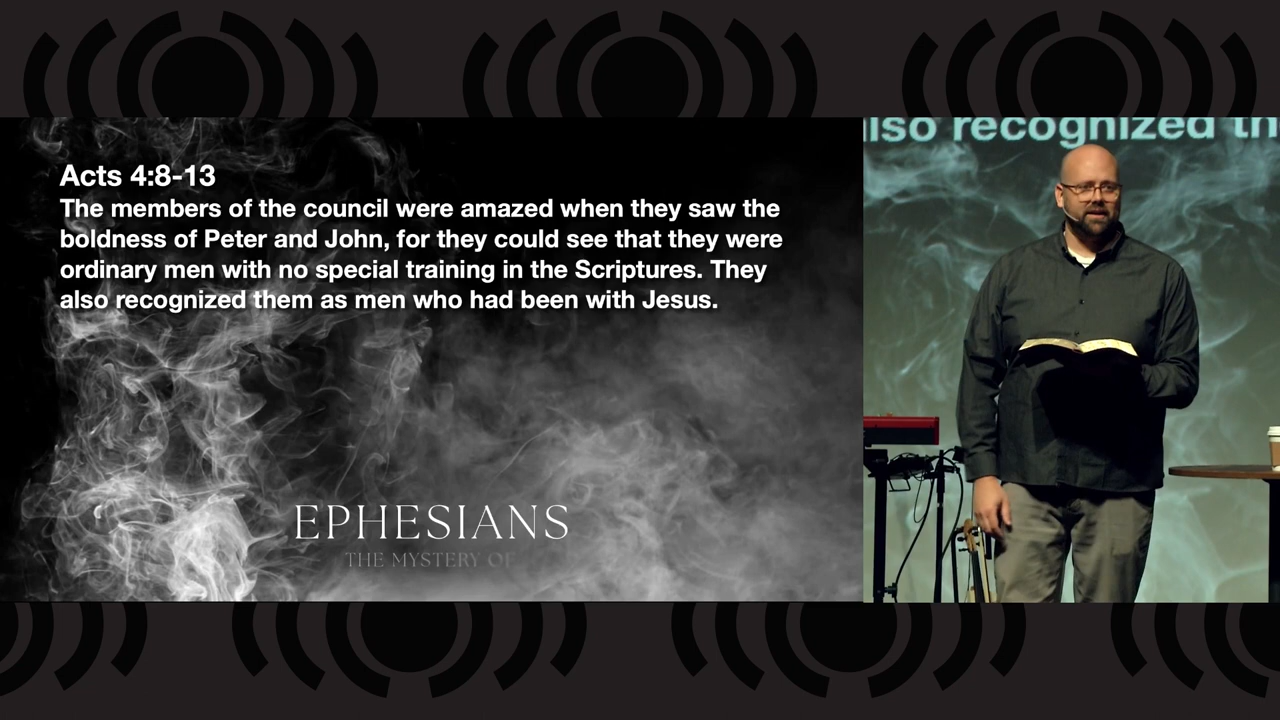 Acts 4:8-13
The members of the council were amazed when they saw the
boldness of Peter and John, for they could see that they were
ordinary men with no special training in the Scriptures. They
also recognized them as men who had been with Jesus.
EPHESIANS
THE MYSTERY OF
also recognized th